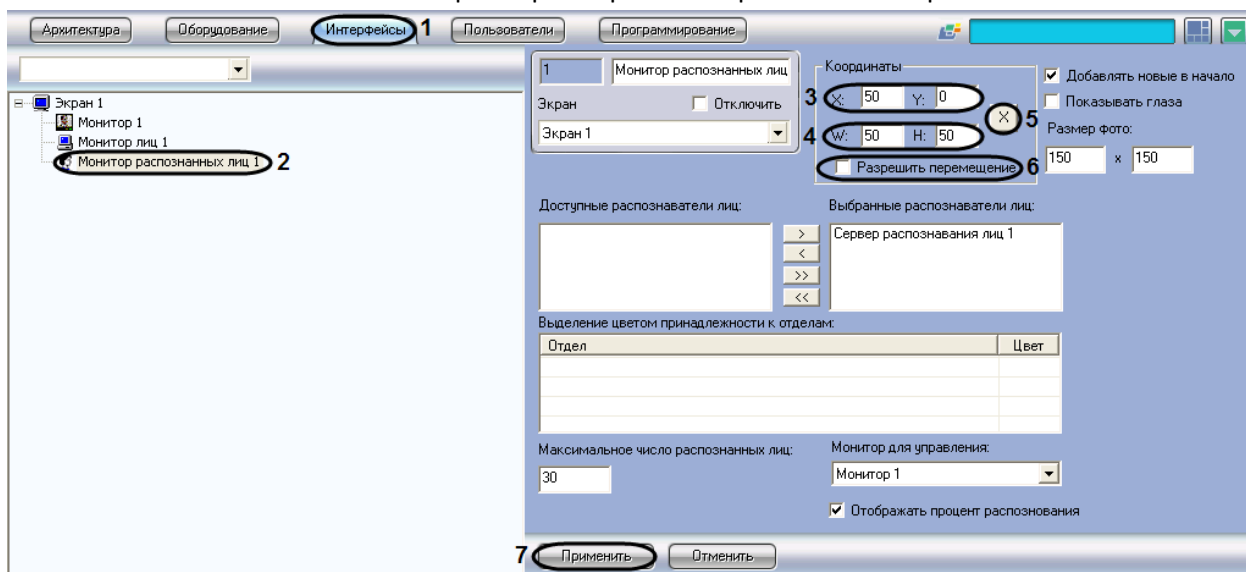 Архитектура Оборудование Интерфейсы 1 Пользователи Программирование
1 Монитор распознанных лиц
Координаты
Добавлять новые в начало
Экран 1
Экран Отключить
3 X: 50 Y: 0
X 5
Показывать глаза
Монитор 1
Монитор лиц 1
Экран 1
4 W: 50 H: 50
Размер фото:
Монитор распознанных лиц 1 2
Разрешить перемещение 6
150 x 150
Доступные распознаватели лиц:
Выбранные распознаватели лиц:
>
<
>>
<<
Сервер распознавания лиц 1
Выделение цветом принадлежности к отделам:
Отдел Цвет
Максимальное число распознанных лиц:
Монитор для управления:
30
Монитор 1
Отображать процент распознования
7 Применить Отменить